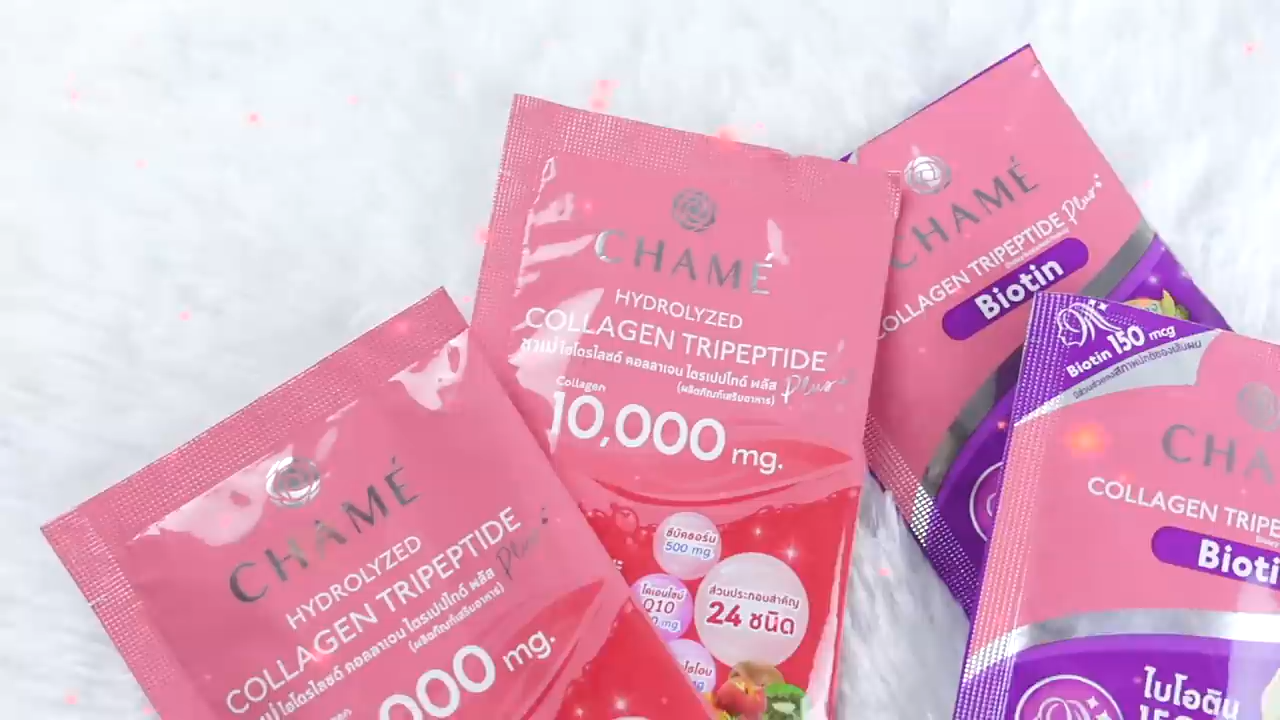 CHAMÉ
HYDROLYZED
COLLAGEN TRIPEPTIDE
ชาเม่ ไฮโดรไลซด์ คอลลาเจน ไตรเปปไทด์ พลัส
(ผลิตภัณฑ์เสริมอาหาร)
Plus
Collagen
10,000 mg.
ซีบัคธอร์น
500 mg
โคเอนไซม์
Q10
ส่วนประกอบสำคัญ
24 ชนิด
CHAMÉ
HYDROLYZED
COLLAGEN TRIPEPTIDE
ไฮโดรไลซด์ คอลลาเจน ไตรเปปไทด์ พลัส
(ผลิตภัณฑ์เสริมอาหาร)
Plus
Collagen
000 mg.
CHAMÉ
COLLAGEN TRIPEPTIDE Plus
Biotin
Biotin 150 mcg
CHA
COLLAGEN TRIPE
Bioti
ไบโอติน